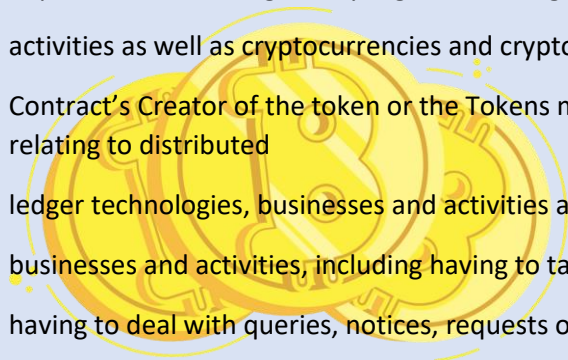 activities as well as cryptocurrencies and crypto
Contract’s Creator of the token or the Tokens
relating to distributed
ledger technologies, businesses and activities
businesses and activities, including having to
having to deal with queries, notices, requests